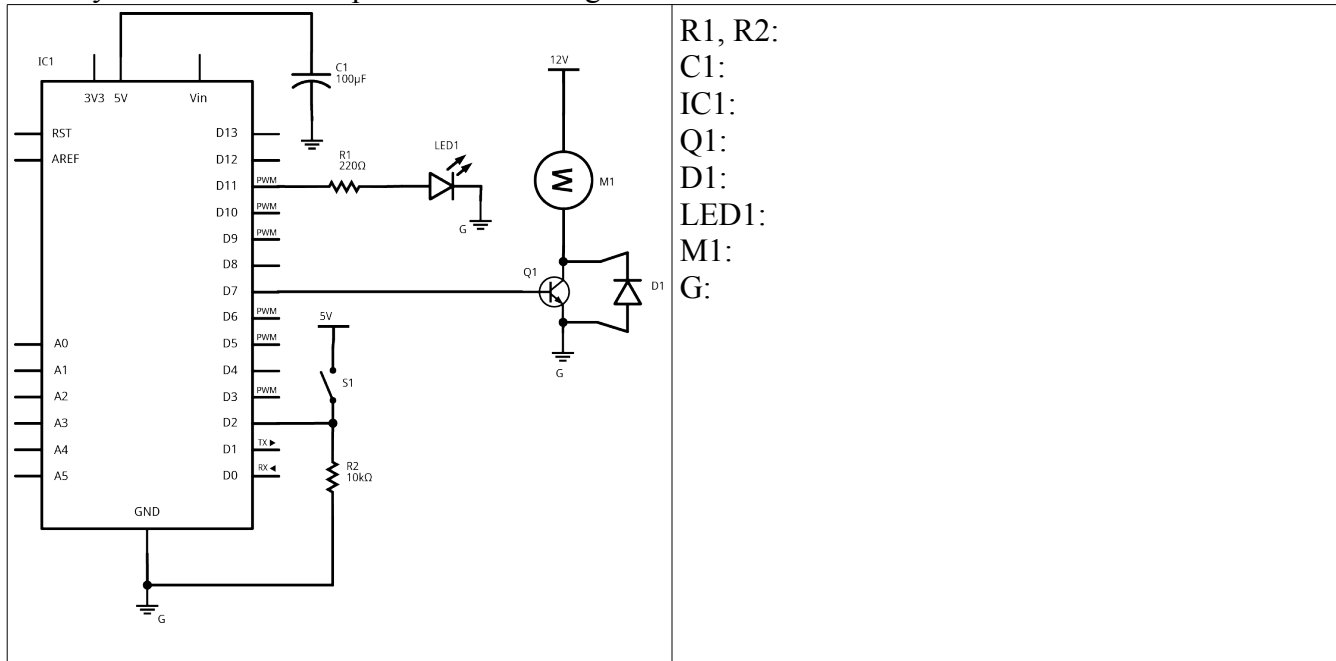 IC1
3V3 5V Vin
RST
AREF
A0
A1
A2
A3
A4
A5
D13
D12
D11 PWM
D10 PWM
D9 PWM
D8
D7
D6 PWM
D5 PWM
D4
D3 PWM
D2
D1 TX ▶
D0 RX ◀
GND
G
C1
100μF
R1
220Ω
LED1
G
12V
M
M1
Q1
D1
G
5V
S1
R2
10kΩ
R1, R2:
C1:
IC1:
Q1:
D1:
LED1:
M1:
G: